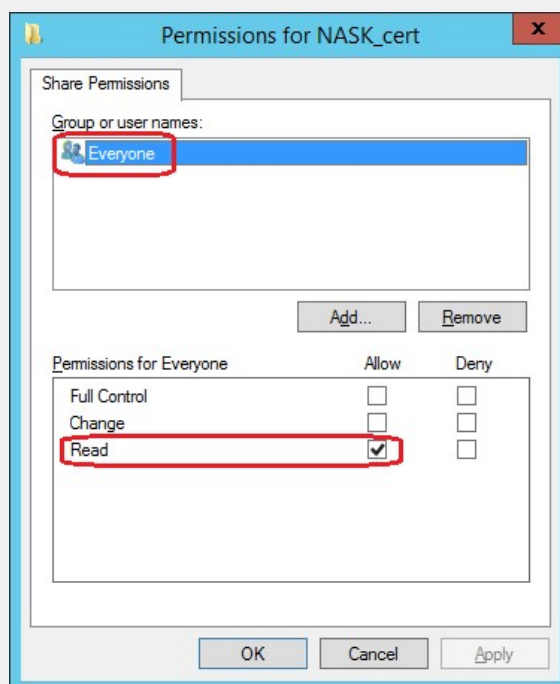 Permissions for NASK_cert
x
Share Permissions
Group or user names:
Everyone
Add...
Remove
Permissions for Everyone Allow Deny
Full Control
Change
Read
OK
Cancel
Apply